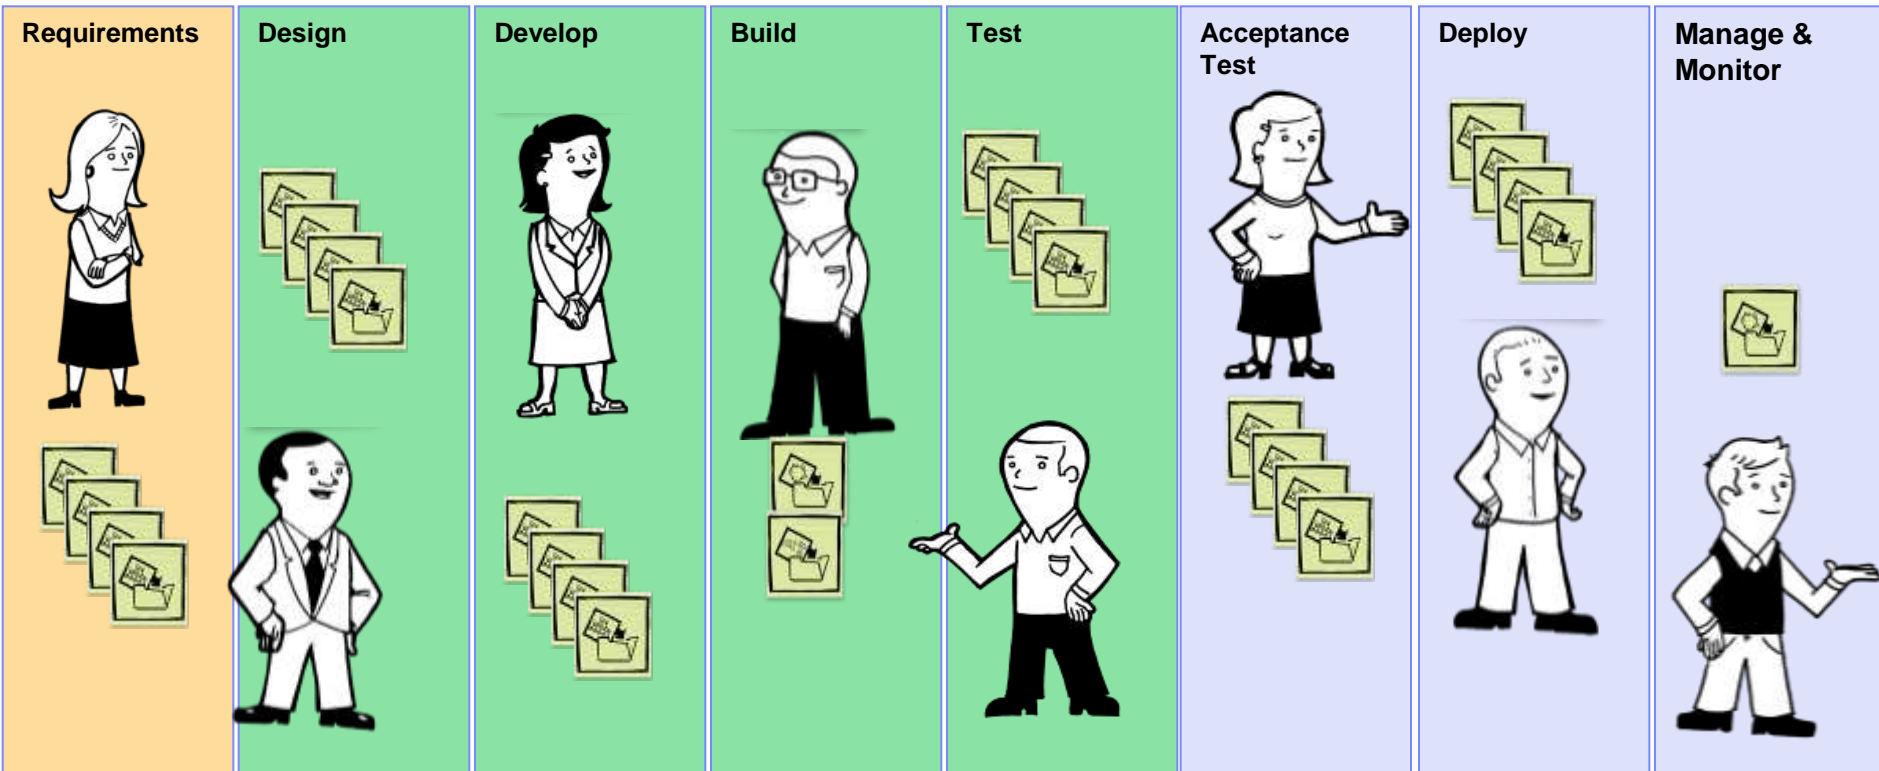 Requirements
Design
Develop
Build
Test
Acceptance
Test
Deploy
Manage &
Monitor